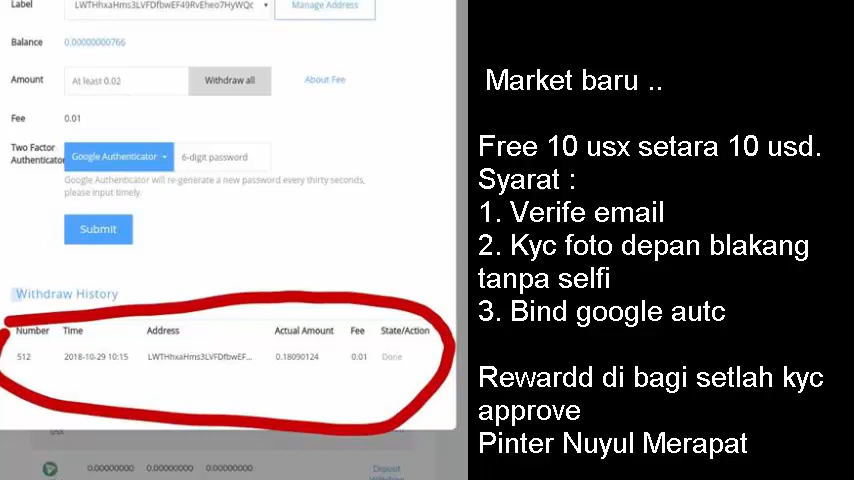 Label
LWTHhxaHms3LVFDfbwEF49RvEheo7HyWQc
Manage Address
Balance
0.00000000766
Amount
At least 0.02
Withdraw all
About Fee
Fee
0.01
Two Factor
Authenticator
Google Authenticator
6-digit password
Google Authenticator will re-generate a new password every thirty seconds,
please input timely.
Submit
Withdraw History
Number Time Address Actual Amount Fee State/Action
512 2018-10-29 10:15 LWTHhxaHms3LVFDfbwEF... 0.18090124 0.01 Done
0.00000000 0.00000000 0.00000000 Deposit
Market baru ..
Free 10 usx setara 10 usd.
Syarat :
1. Verife email
2. Kyc foto depan blakang
tanpa selfi
3. Bind google autc
Rewardd di bagi setlah kyc
approve
Pinter Nuyul Merapat